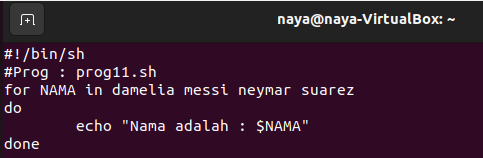 naya@naya-VirtualBox: ~
#!/bin/sh
#Prog : prog11.sh
for NAMA in damelia messi neymar suarez
do
        echo "Nama adalah : $NAMA"
done